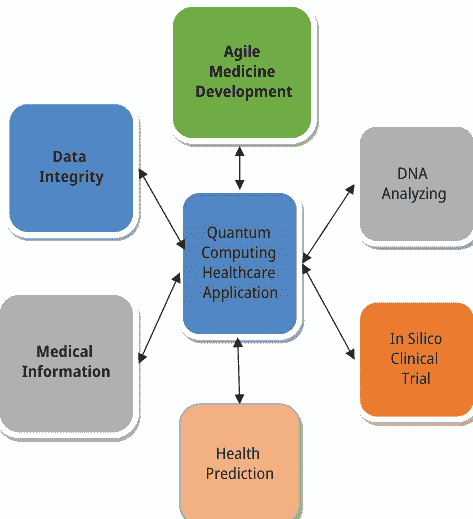 Agile
Medicine
Development
Data
Integrity
DNA
Analyzing
Quantum
Computing
Healthcare
Application
Medical
Information
In Silico
Clinical
Trial
Health
Prediction